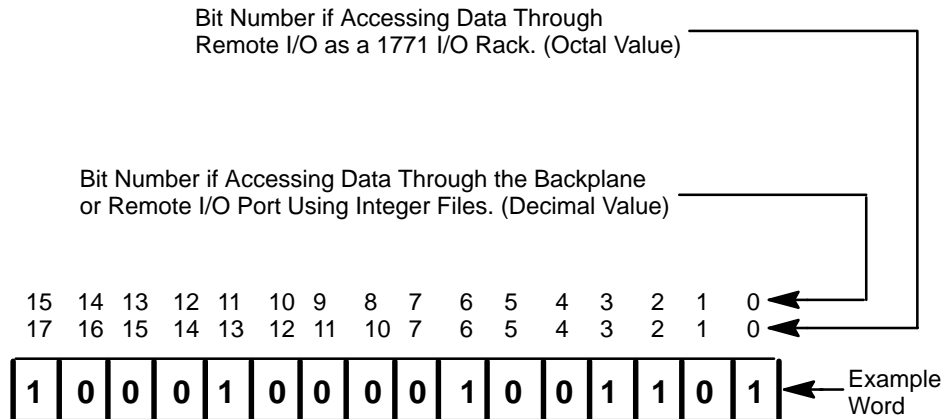 Bit Number if Accessing Data Through
Remote I/O as a 1771 I/O Rack. (Octal Value)
Bit Number if Accessing Data Through the Backplane
or Remote I/O Port Using Integer Files. (Decimal Value)
15 14 13 12 11 10 9 8 7 6 5 4 3 2 1 0
17 16 15 14 13 12 11 10 7 6 5 4 3 2 1 0
1 0 0 0 1 0 0 0 0 1 0 0 1 1 0 1
Example
Word